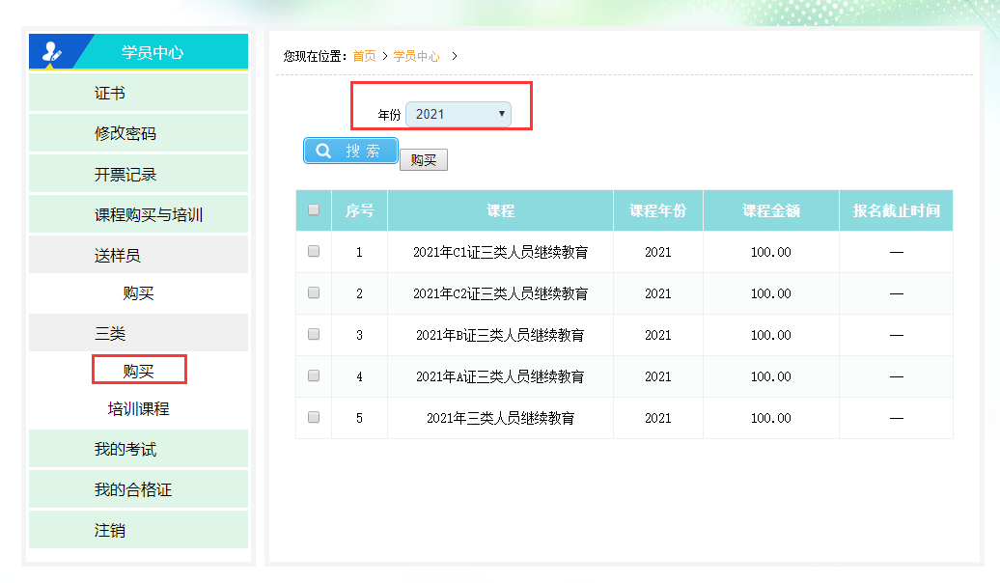 学员中心
证书
修改密码
开票记录
课程购买与培训
送样员
购买
三类
购买
培训课程
我的考试
我的合格证
注销
您现在位置：首页 > 学员中心 >
年份 2021
搜 索 购买
序号 课程 课程年份 课程金额 报名截止时间
1 2021年C1证三类人员继续教育 2021 100.00 —
2 2021年C2证三类人员继续教育 2021 100.00 —
3 2021年B证三类人员继续教育 2021 100.00 —
4 2021年A证三类人员继续教育 2021 100.00 —
5 2021年三类人员继续教育 2021 100.00 —